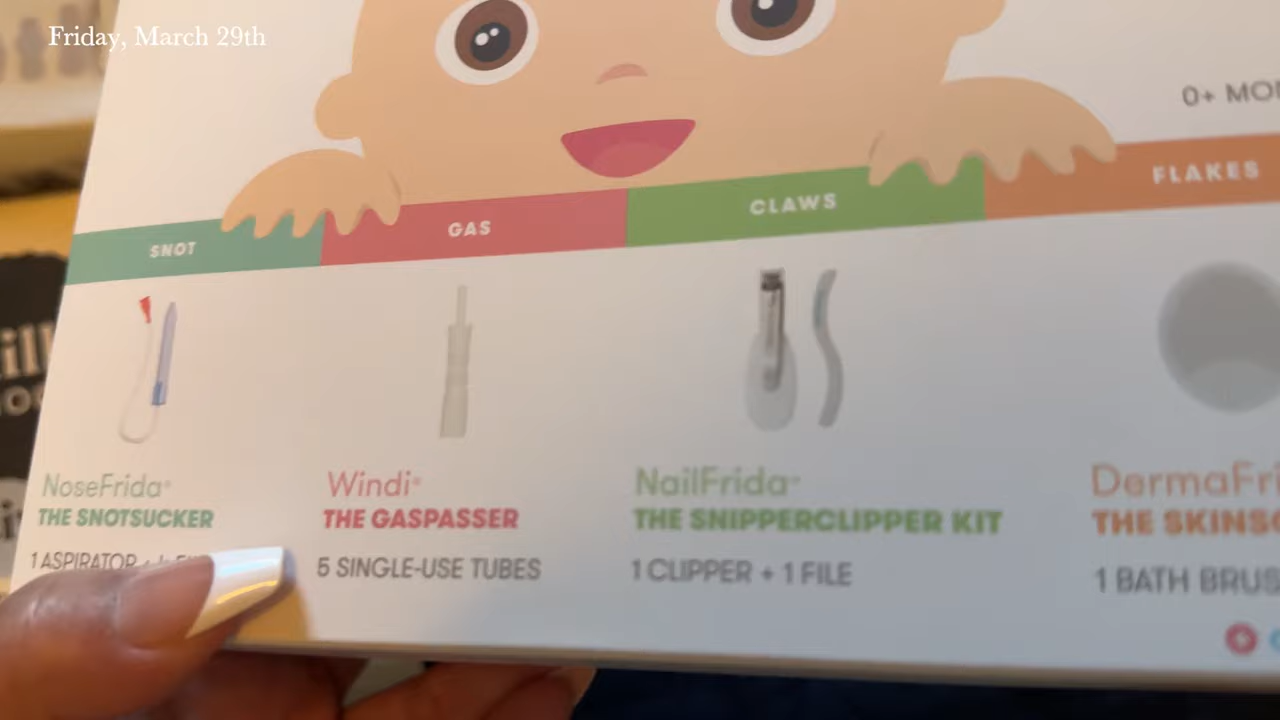 Friday, March 29th
0+
FLAKES
CLAWS
GAS
SNOT
NoseFrida®
THE SNOTSUCKER
1 ASPIRATOR +
Windi®
THE GASPASSER
5 SINGLE-USE TUBES
NailFrida®
THE SNIPPERCLIPPER KIT
1 CLIPPER + 1 FILE
DermaFri
THE SKINS
1 BATH BRUS